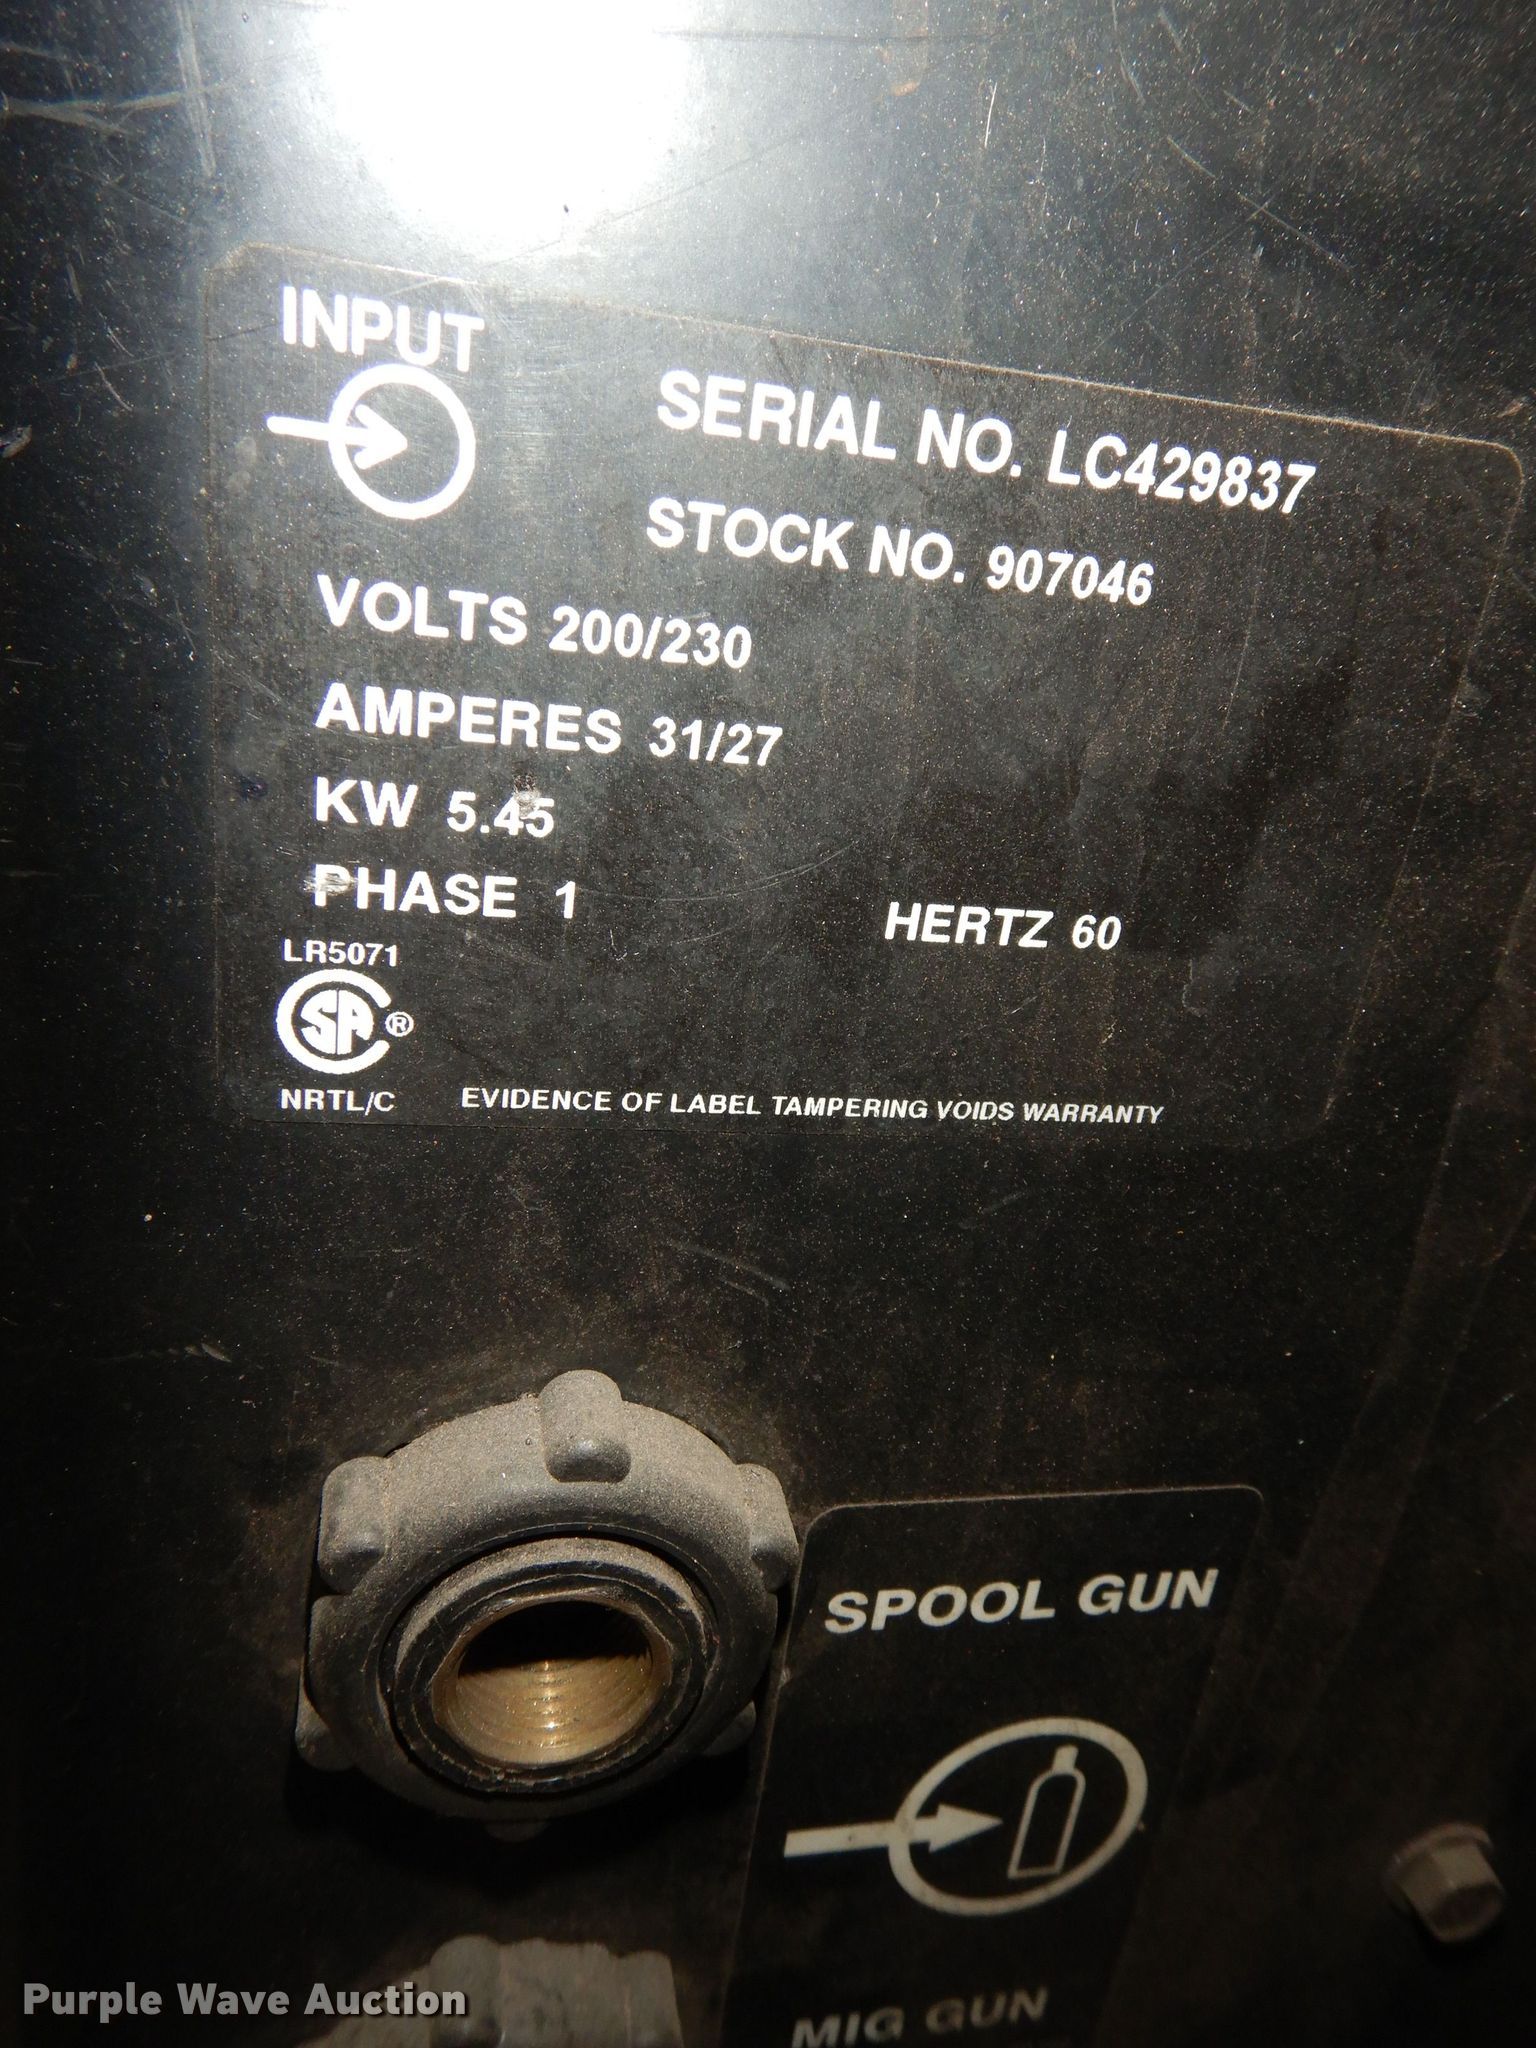 INPUT
SERIAL NO. LC429837
STOCK NO. 907046
VOLTS 200/230
AMPERES 31/27
KW 5.45
PHASE 1
HERTZ 60
LR5071
SA ®
NRTL/C
EVIDENCE OF LABEL TAMPERING VOIDS WARRANTY
SPOOL GUN
MIG GUN
Purple Wave Auction